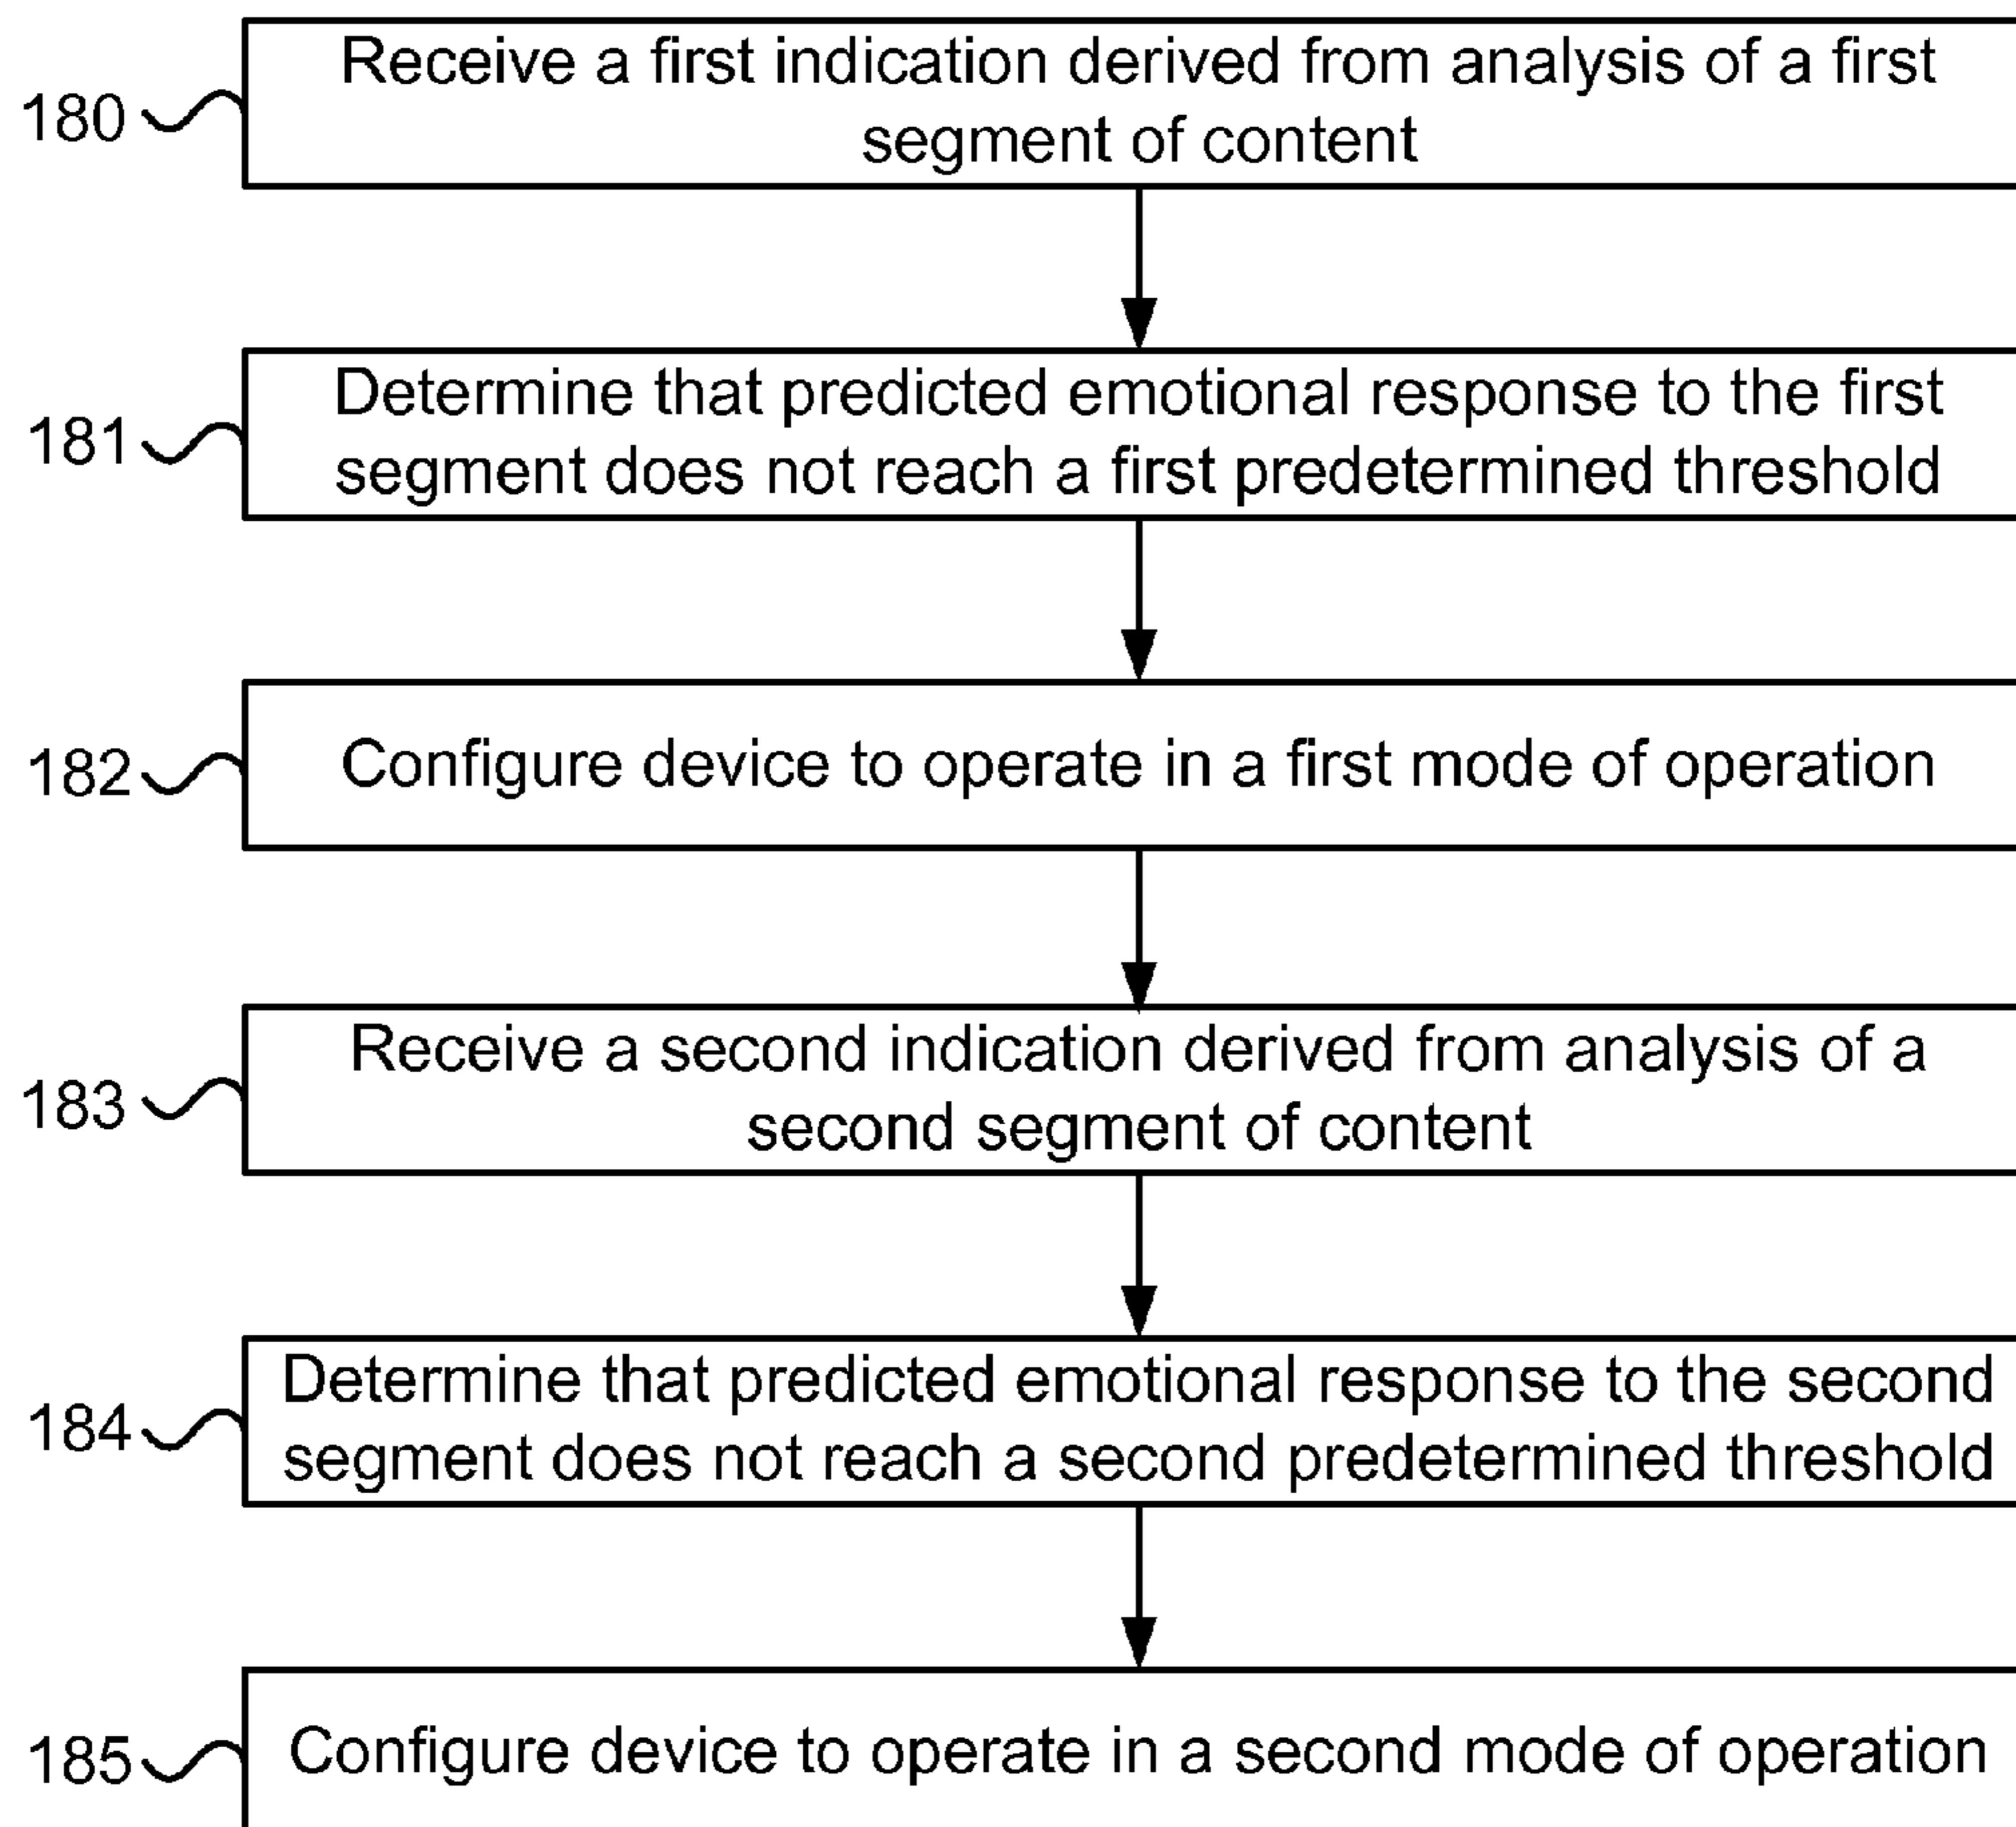 180
Receive a first indication derived from analysis of a first
segment of content
181
Determine that predicted emotional response to the first
segment does not reach a first predetermined threshold
182
Configure device to operate in a first mode of operation
183
Receive a second indication derived from analysis of a
second segment of content
184
Determine that predicted emotional response to the second
segment does not reach a second predetermined threshold
185
Configure device to operate in a second mode of operation